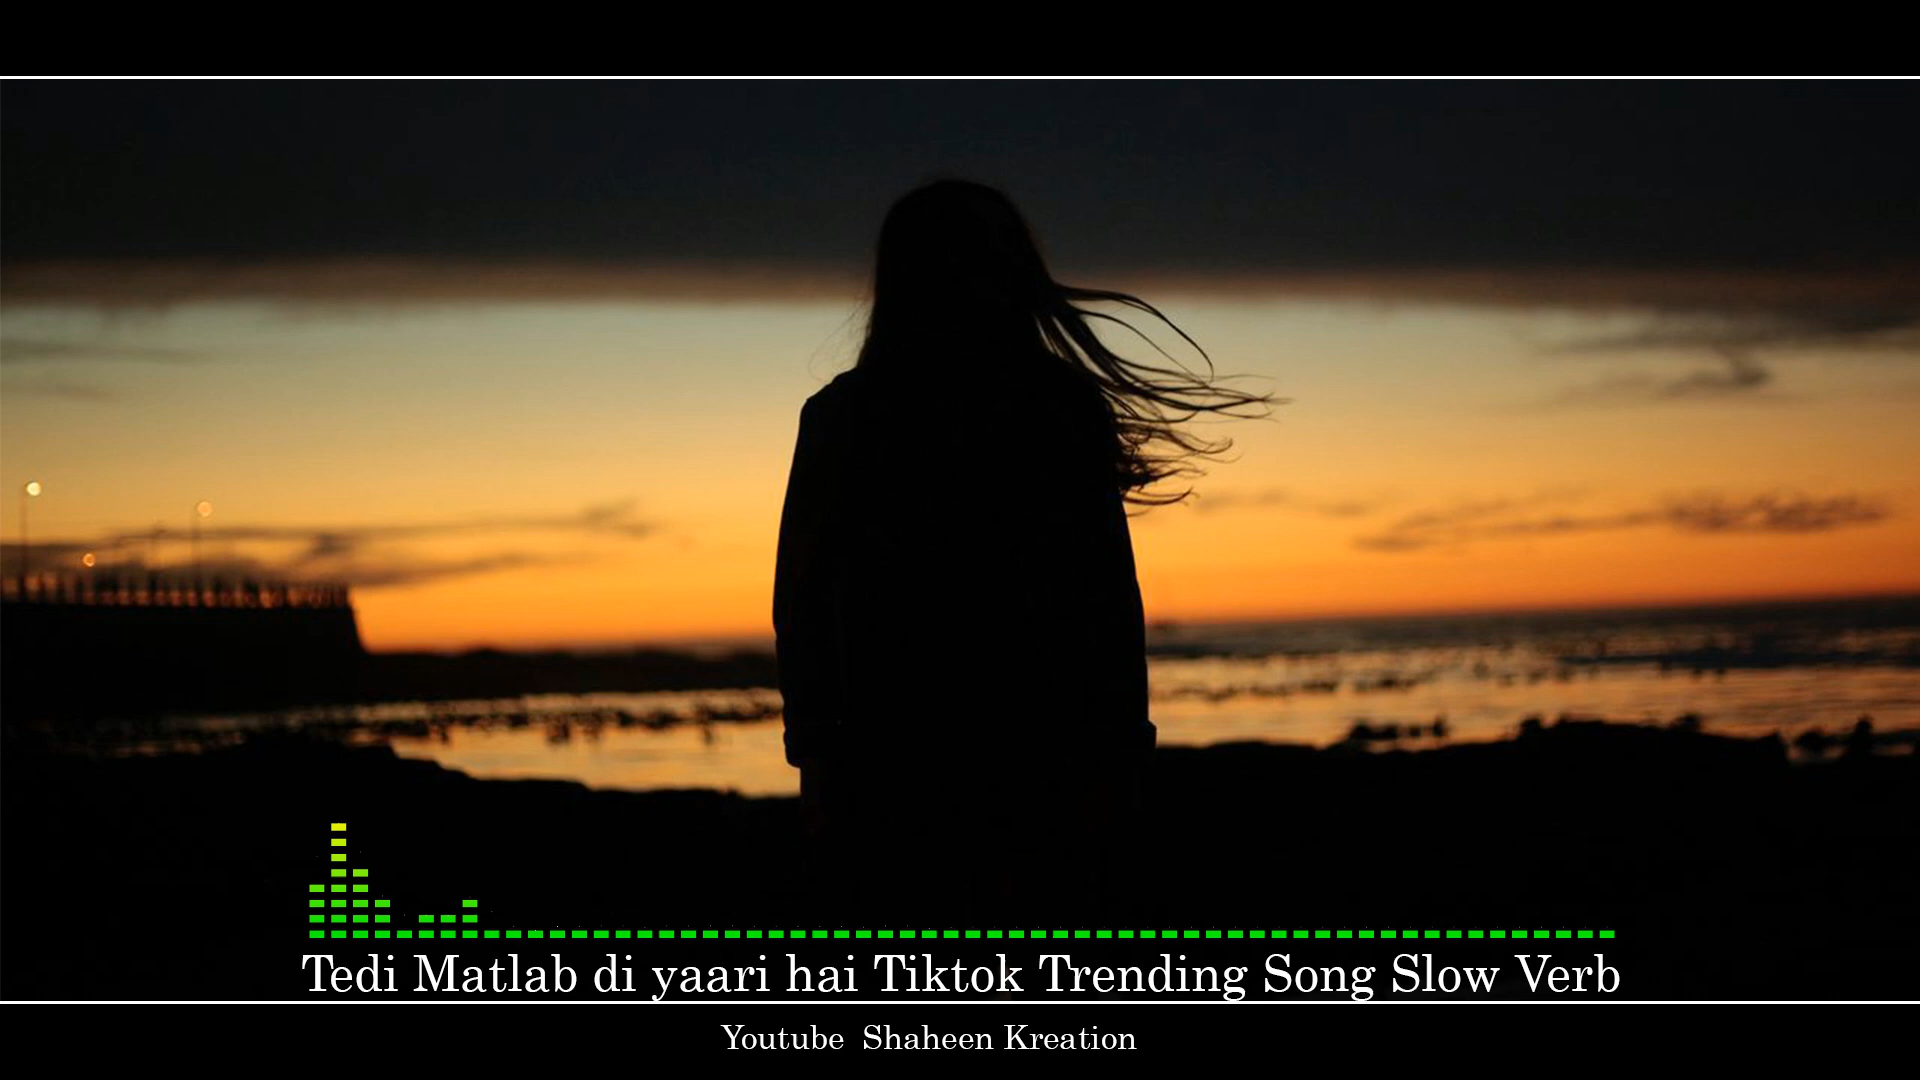 Tedi Matlab di yaari hai Tiktok Trending Song Slow Verb
Youtube Shaheen Kreation